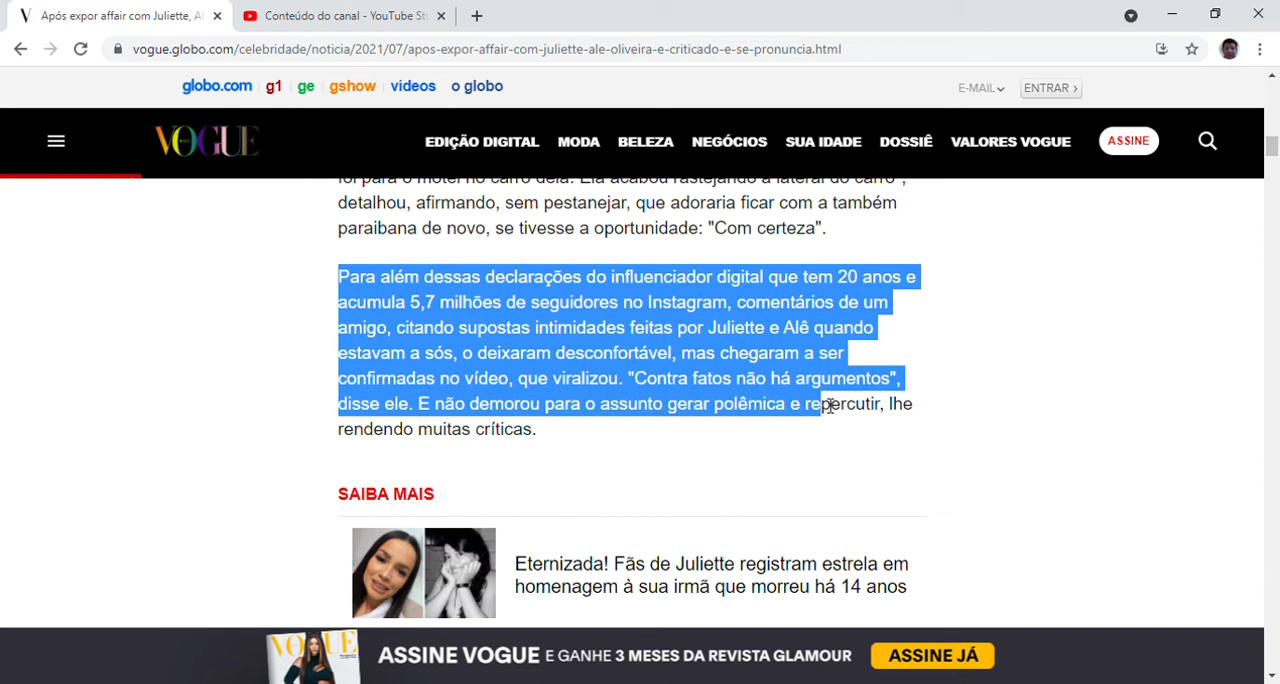 Após expor affair com Juliette, Al
Conteúdo do canal - YouTube St
vogue.globo.com/celebridade/noticia/2021/07/apos-expor-affair-com-juliette-ale-oliveira-e-criticado-e-se-pronuncia.html
globo.com g1 ge gshow vídeos o globo
E-MAIL ENTRAR ›
VOGUE EDIÇÃO DIGITAL MODA BELEZA NEGÓCIOS SUA IDADE DOSSIÊ VALORES VOGUE ASSINE
foi para o motel no carro dela. Ela acabou rastejando a lateral do carro",
detalhou, afirmando, sem pestanejar, que adoraria ficar com a também
paraibana de novo, se tivesse a oportunidade: "Com certeza".
Para além dessas declarações do influenciador digital que tem 20 anos e
acumula 5,7 milhões de seguidores no Instagram, comentários de um
amigo, citando supostas intimidades feitas por Juliette e Alê quando
estavam a sós, o deixaram desconfortável, mas chegaram a ser
confirmadas no vídeo, que viralizou. "Contra fatos não há argumentos",
disse ele. E não demorou para o assunto gerar polêmica e repercutir, lhe
rendendo muitas críticas.
SAIBA MAIS
Eternizada! Fãs de Juliette registram estrela em
homenagem à sua irmã que morreu há 14 anos
VOGUE
ASSINE VOGUE E GANHE 3 MESES DA REVISTA GLAMOUR ASSINE JÁ